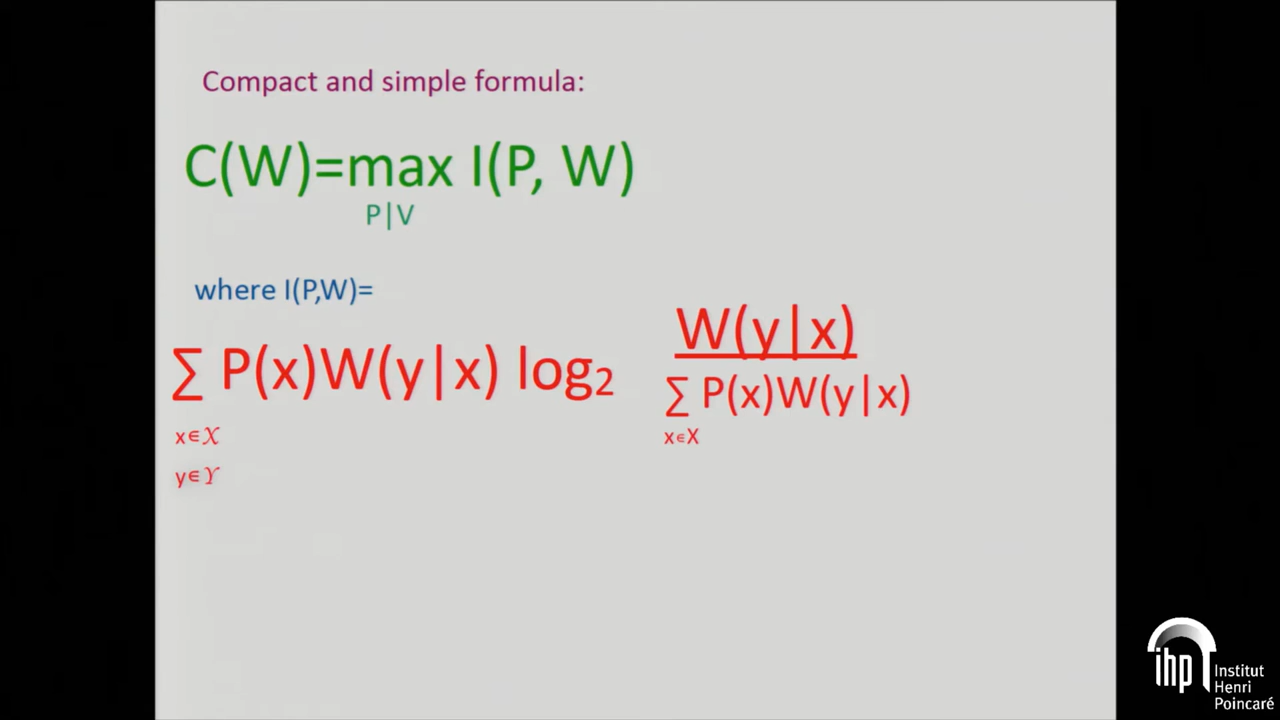 Compact and simple formula:
C(W)=max I(P, W)
P|V
where I(P,W)=
W(y|x)
∑ P(x)W(y|x) log₂
∑ P(x)W(y|x)
x∈𝒳
x∈X
y∈𝒴
ihp Institut
Henri
Poincaré